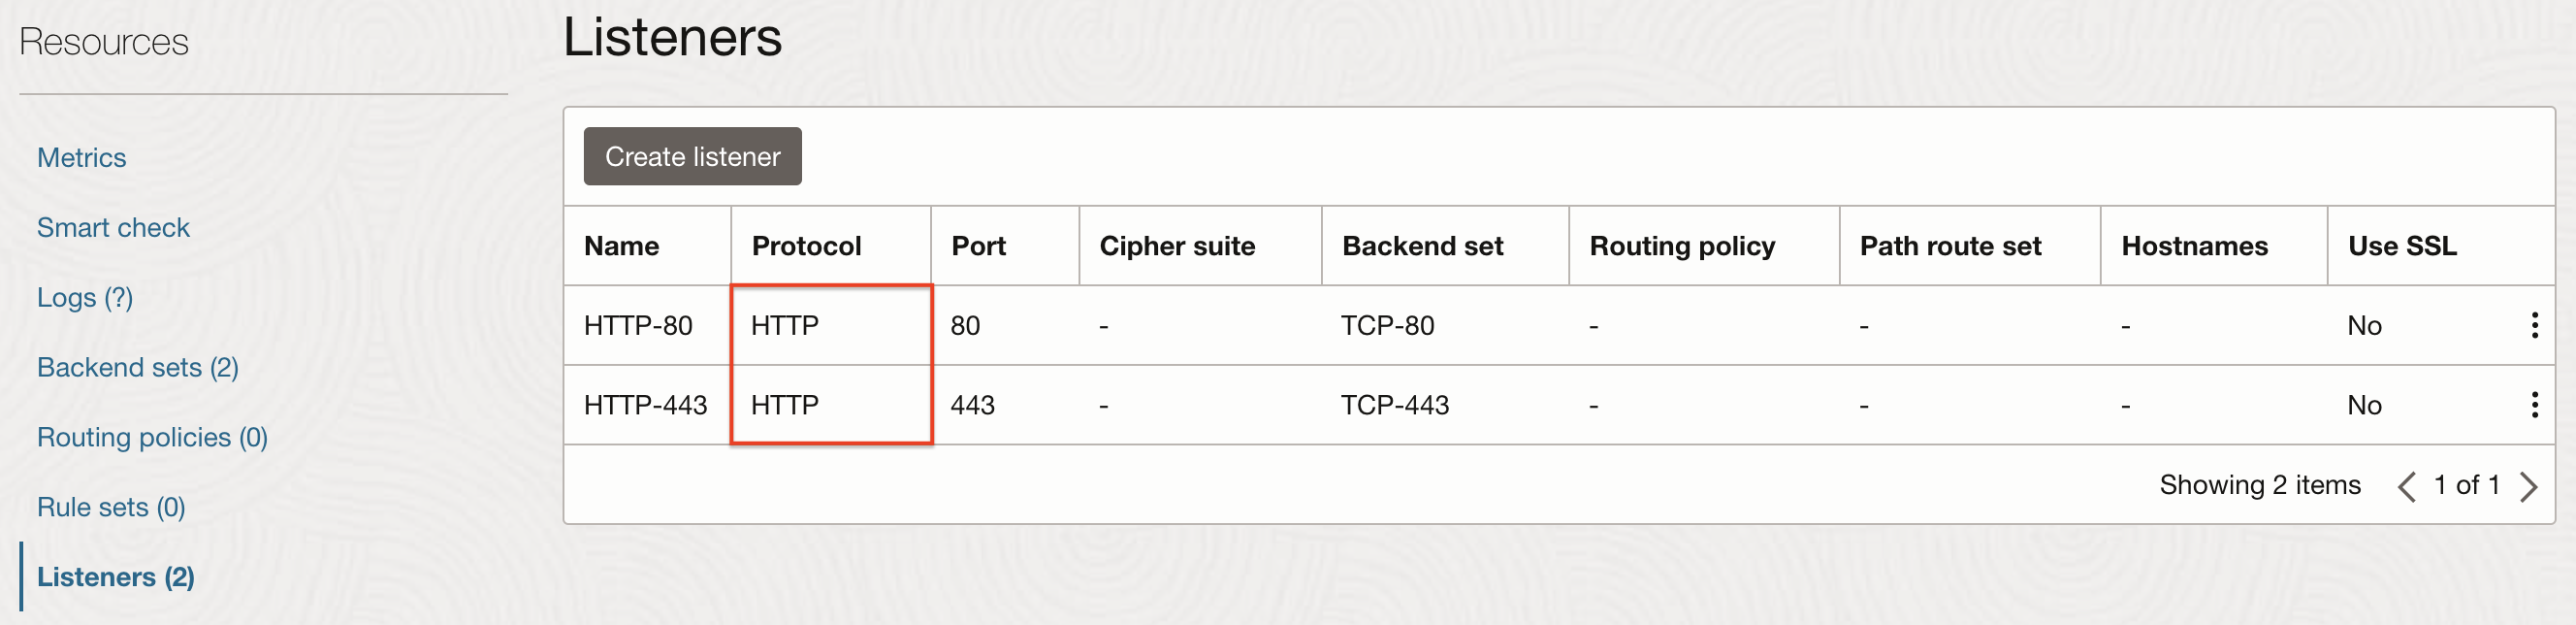 Resources
Metrics
Smart check
Logs (?)
Backend sets (2)
Routing policies (0)
Rule sets (0)
Listeners (2)
Listeners
Create listener
Name Protocol Port Cipher suite Backend set Routing policy Path route set Hostnames Use SSL
HTTP-80 HTTP 80 - TCP-80 - - - No
HTTP-443 HTTP 443 - TCP-443 - - - No
Showing 2 items 1 of 1